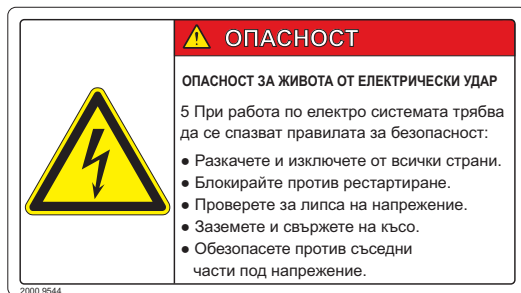 ОПАСНОСТ
ОПАСНОСТ ЗА ЖИВОТА ОТ ЕЛЕКТРИЧЕСКИ УДАР
5 При работа по електро системата трябва
да се спазват правилата за безопасност:
● Разкачете и изключете от всички страни.
● Блокирайте против рестартиране.
● Проверете за липса на напрежение.
● Заземете и свържете на късо.
● Обезопасете против съседни
части под напрежение.
2000 9544